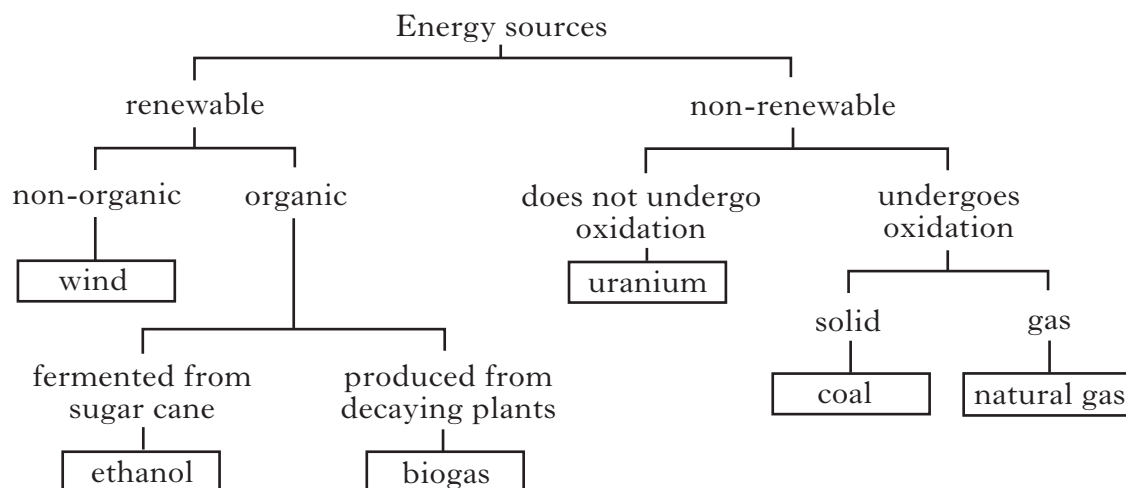 Energy sources
renewable
non-renewable
non-organic
organic
does not undergo
oxidation
undergoes
oxidation
wind
uranium
solid
gas
coal
natural gas
fermented from
sugar cane
produced from
decaying plants
ethanol
biogas